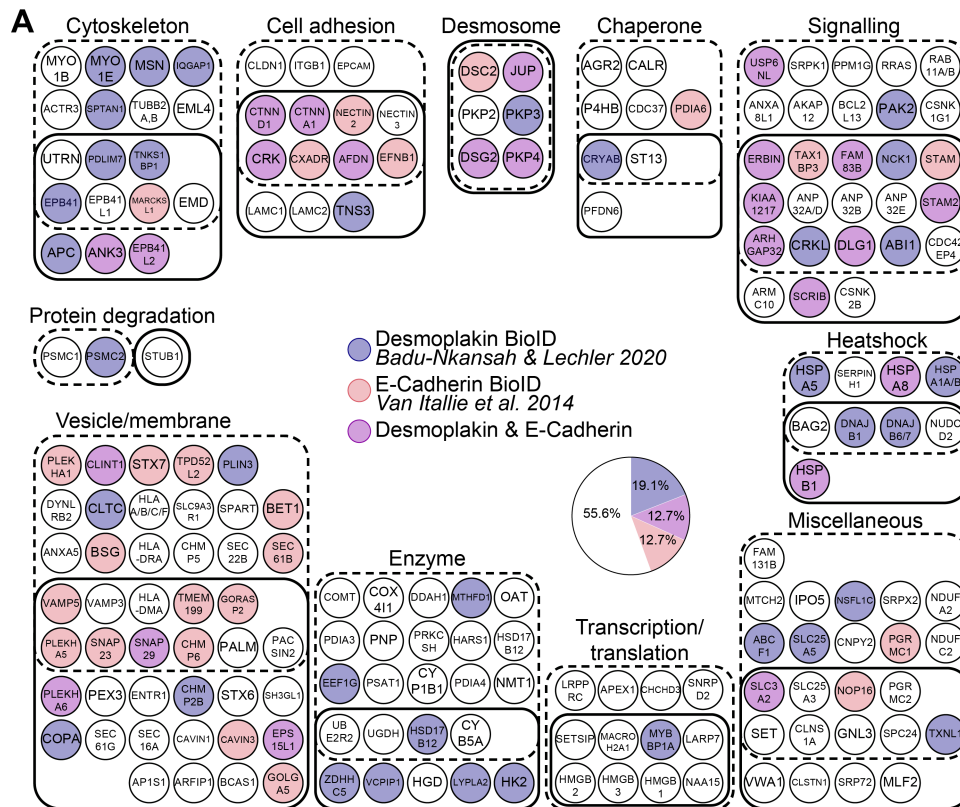 A
Cytoskeleton
MYO
1B
MYO
1E
MSN
IQGAP1
ACTR3
SPTAN1
TUBB2
A,B
EML4
UTRN
PDLIM7
TNKS1
BP1
EPB41
EPB41
L1
MARCKS
L1
EMD
APC
ANK3
EPB41
L2
Cell adhesion
CLDN1
ITGB1
EPCAM
CTNN
D1
CTNN
A1
NECTIN
2
NECTIN
3
CRK
CXADR
AFDN
EFNB1
LAMC1
LAMC2
TNS3
Desmosome
DSC2
JUP
PKP2
PKP3
DSG2
PKP4
Chaperone
AGR2
CALR
P4HB
CDC37
PDIA6
CRYAB
ST13
PFDN6
Signalling
USP6
NL
SRPK1
PPM1G
RRAS
RAB
11A/B
ANXA
8L1
AKAP
12
BCL2
L13
PAK2
CSNK
1G1
ERBIN
TAX1
BP3
FAM
83B
NCK1
STAM
KIAA
1217
ANP
32A/D
ANP
32B
ANP
32E
STAM2
ARH
GAP32
CRKL
DLG1
ABI1
CDC42
EP4
ARM
C10
SCRIB
CSNK
2B
Protein degradation
PSMC1
PSMC2
STUB1
Desmoplakin BioID
Badu-Nkansah & Lechler 2020
E-Cadherin BioID
Van Itallie et al. 2014
Desmoplakin & E-Cadherin
55.6%
19.1%
12.7%
12.7%
Heatshock
HSP
A5
SERPIN
H1
HSP
A8
HSP
A1A/B
BAG2
DNAJ
B1
DNAJ
B6/7
NUDC
D2
HSP
B1
Vesicle/membrane
PLEK
HA1
CLINT1
STX7
TPD52
L2
PLIN3
DYNL
RB2
CLTC
HLA
A/B/C/F
SLC9A3
R1
SPART
BET1
ANXA5
BSG
HLA
-DRA
CHM
P5
SEC
22B
SEC
61B
VAMP5
VAMP3
HLA
-DMA
TMEM
199
GORAS
P2
PLEKH
A5
SNAP
23
SNAP
29
CHM
P6
PALM
PAC
SIN2
PLEKH
A6
PEX3
ENTR1
CHM
P2B
STX6
SH3GL1
COPA
SEC
61G
SEC
16A
CAVIN1
CAVIN3
EPS
15L1
AP1S1
ARFIP1
BCAS1
GOLG
A5
Enzyme
COMT
COX
4I1
DDAH1
MTHFD1
OAT
PDIA3
PNP
PRKC
SH
HARS1
HSD17
B12
EEF1G
PSAT1
CY
P1B1
PDIA4
NMT1
UB
E2R2
UGDH
HSD17
B12
CY
B5A
ZDHH
C5
VCPIP1
HGD
LYPLA2
HK2
Transcription/
translation
LRPP
RC
APEX1
CHCHD3
SNRP
D2
SETSIP
MACRO
H2A1
MYB
BP1A
LARP7
HMGB
2
HMGB
3
HMGB
1
NAA15
Miscellaneous
FAM
131B
MTCH2
IPO5
NSFL1C
SRPX2
NDUF
A2
ABC
F1
SLC25
A5
CNPY2
PGR
MC1
NDUF
C2
SLC3
A2
SLC25
A3
NOP16
PGR
MC2
SET
CLNS
1A
GNL3
SPC24
TXNL1
VWA1
CLSTN1
SRP72
MLF2